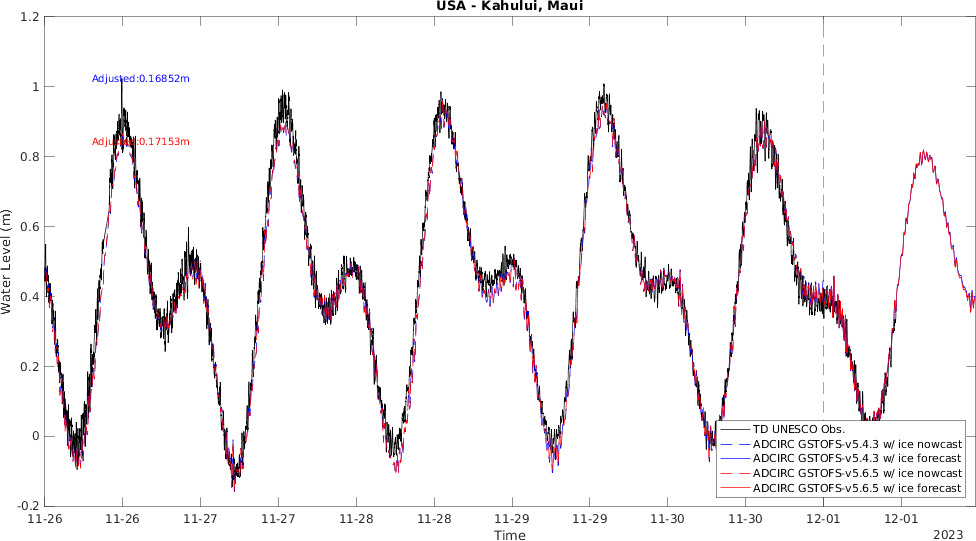 USA - Kahului, Maui
1.2
1
0.8
0.6
0.4
0.2
0
-0.2
Water Level (m)
Adjusted:0.16852m
Adjusted:0.17153m
TD UNESCO Obs.
ADCIRC GSTOFS-v5.4.3 w/ ice nowcast
ADCIRC GSTOFS-v5.4.3 w/ ice forecast
ADCIRC GSTOFS-v5.6.5 w/ ice nowcast
ADCIRC GSTOFS-v5.6.5 w/ ice forecast
11-26 11-26 11-27 11-27 11-28 11-28 11-29 11-29 11-30 11-30 12-01 12-01
Time
2023